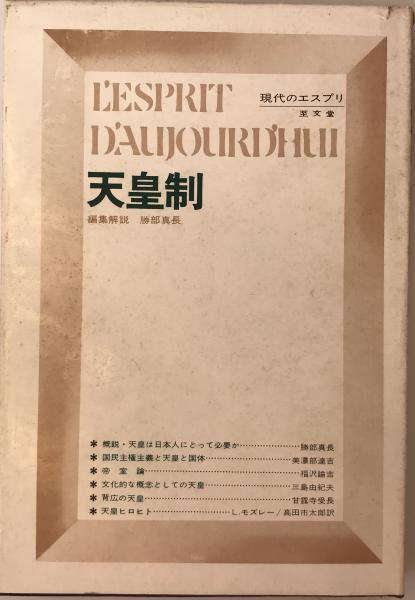 L'ESPRIT
D'AUJOURD'HUI
現代のエスプリ
至文堂
天皇制
編集解説 勝部真長
* 概説・天皇は日本人にとって必要か……………………勝部真長
* 国民主権主義と天皇と国体……………………美濃部達吉
* 帝室論……………………福沢諭吉
* 文化的な概念としての天皇……………………三島由紀夫
* 背広の天皇……………………甘露寺受長
* 天皇ヒロヒト……………………L.モズレー/高田市太郎訳